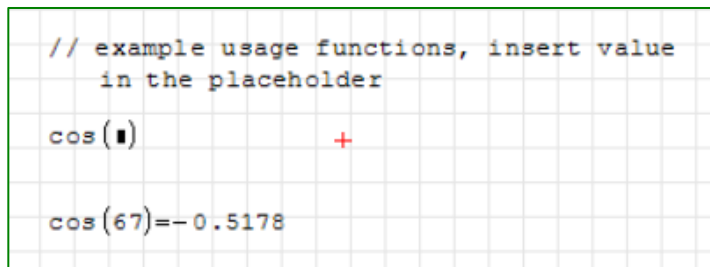 // example usage functions, insert value
in the placeholder
cos(▮)
cos(67)=-0.5178